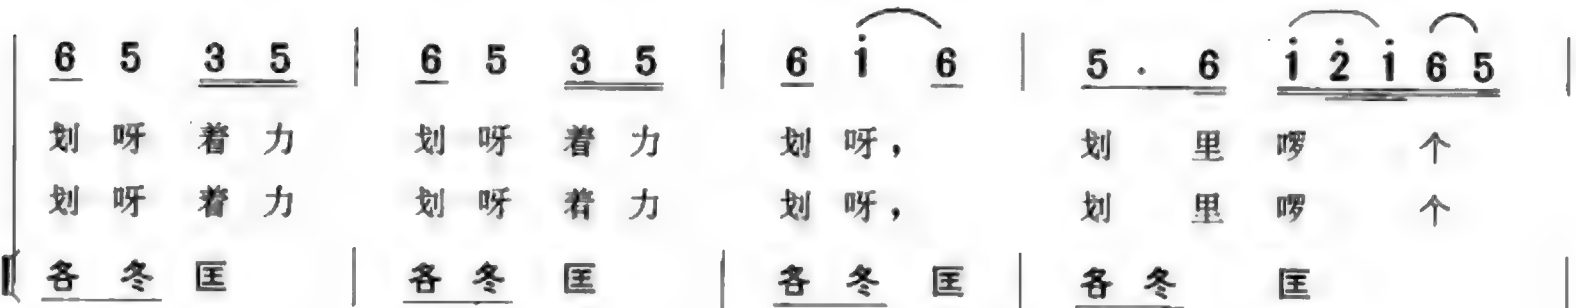 6 5 3 5 | 6 5 3 5 | 6 i 6 | 5 . 6 i 2 i 6 5 |
划 呀 着 力 划 呀 着 力 划 呀， 划 里 啰 个
划 呀 着 力 划 呀 着 力 划 呀， 划 里 啰 个
各 冬 匡 | 各 冬 匡 | 各 冬 匡 | 各 冬 匡 |